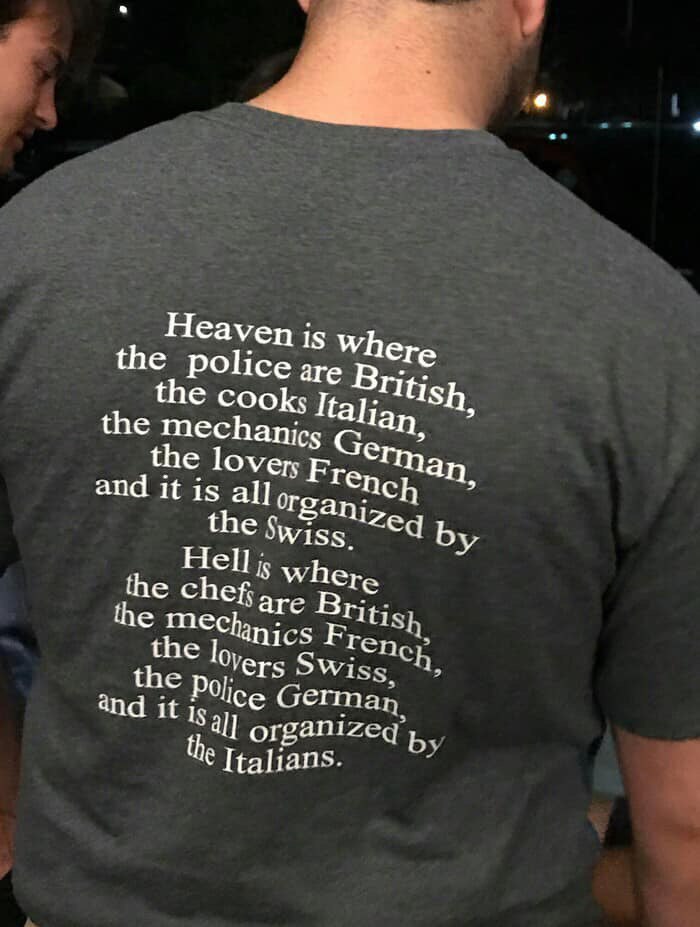 Heaven is where
the police are British,
the cooks Italian,
the mechanics German,
the lovers French
and it is all organized by
the Swiss.
Hell is where
the chefs are British,
the mechanics French,
the lovers Swiss,
the police German,
and it is all organized by
the Italians.